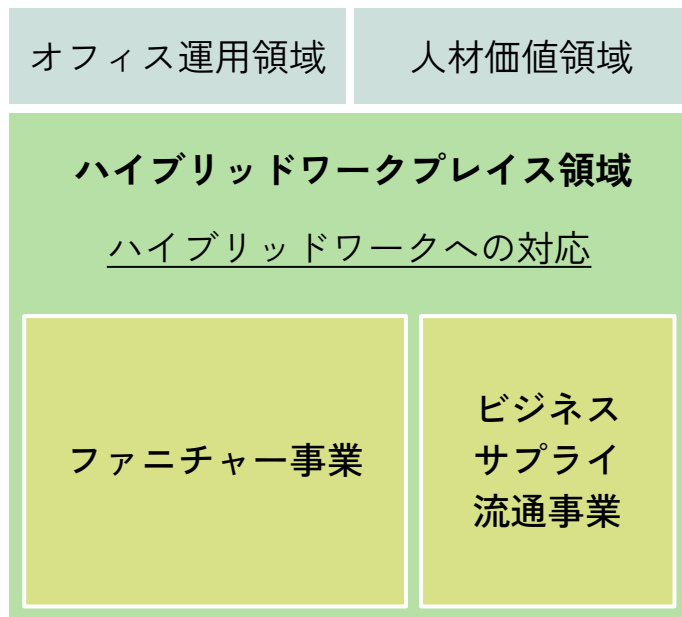 オフィス運用領域
人材価値領域
ハイブリッドワークプレイス領域
ハイブリッドワークへの対応
ファニチャー事業
ビジネス
サプライ
流通事業